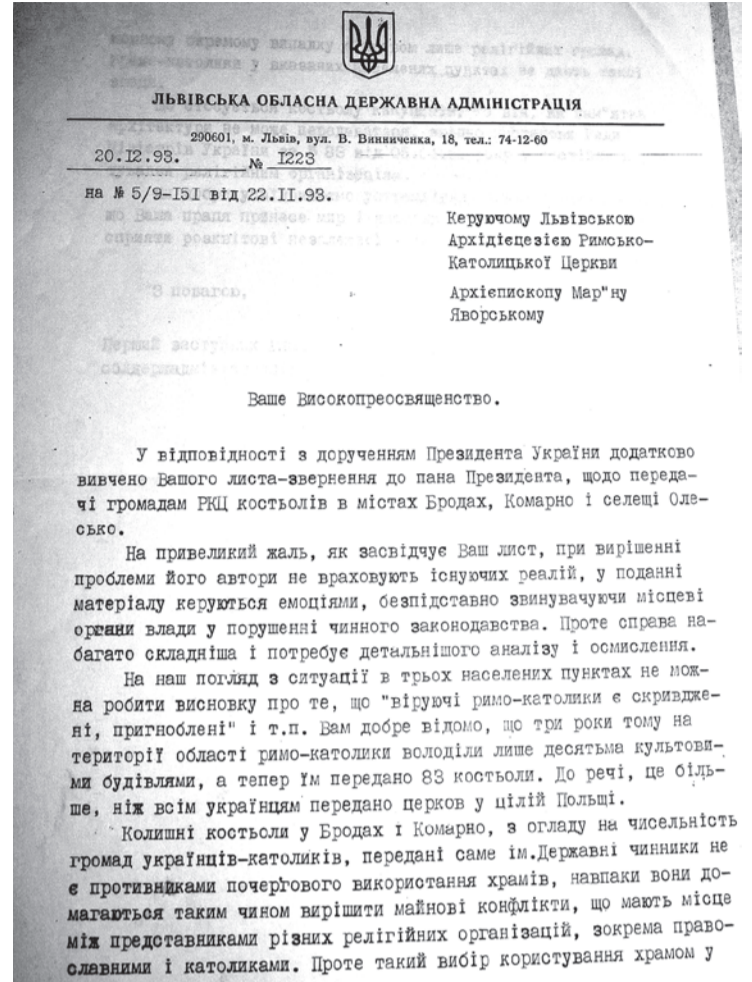 ЛЬВІВСЬКА ОБЛАСНА ДЕРЖАВНА АДМІНІСТРАЦІЯ
290601, м. Львів, вул. В. Винниченка, 18, тел.: 74-12-60
20.12.93. № 1223
на № 5/9-151 від 22.11.93.
Керуючому Львівською
Архідієцезією Римсько-
Католицької Церкви
Архієпископу Мар"ну
Яворському
Ваше Високопреосвященство.
У відповідності з дорученням Президента України додатково
вивчено Вашого листа-звернення до пана Президента, щодо переда-
чі громадам РКЦ костьолів в містах Бродах, Комарно і селещі Оле-
сько.
На превеликий жаль, як засвідчує Ваш лист, при вирішенні
проблеми його автори не враховують існуючих реалій, у поданні
матеріалу керуються емоціями, безпідставно звинувачуючи місцеві
органи влади у порушенні чинного законодавства. Проте справа на-
багато складніша і потребує детальнішого аналізу і осмислення.
На наш погляд з ситуації в трьох населених пунктах не мож-
на робити висновку про те, що "віруючі римо-католики є скривдже-
ні, пригноблені" і т.п. Вам добре відомо, що три роки тому на
території області римо-католики володіли лише десятьма культови-
ми будівлями, а тепер їм передано 83 костьоли. До речі, це біль-
ше, ніж всім українцям передано церков у цілій Польщі.
Колишні костьоли у Бродах і Комарно, з огляду на чисельність
громад українців-католиків, передані саме ім.Державні чинники не
є противниками почергового використання храмів, навпаки вони до-
магаються таким чином вирішити майнові конфлікти, що мають місце
між представниками різних релігійних організацій, зокрема право-
славними і католиками. Проте такий вибір користування храмом у